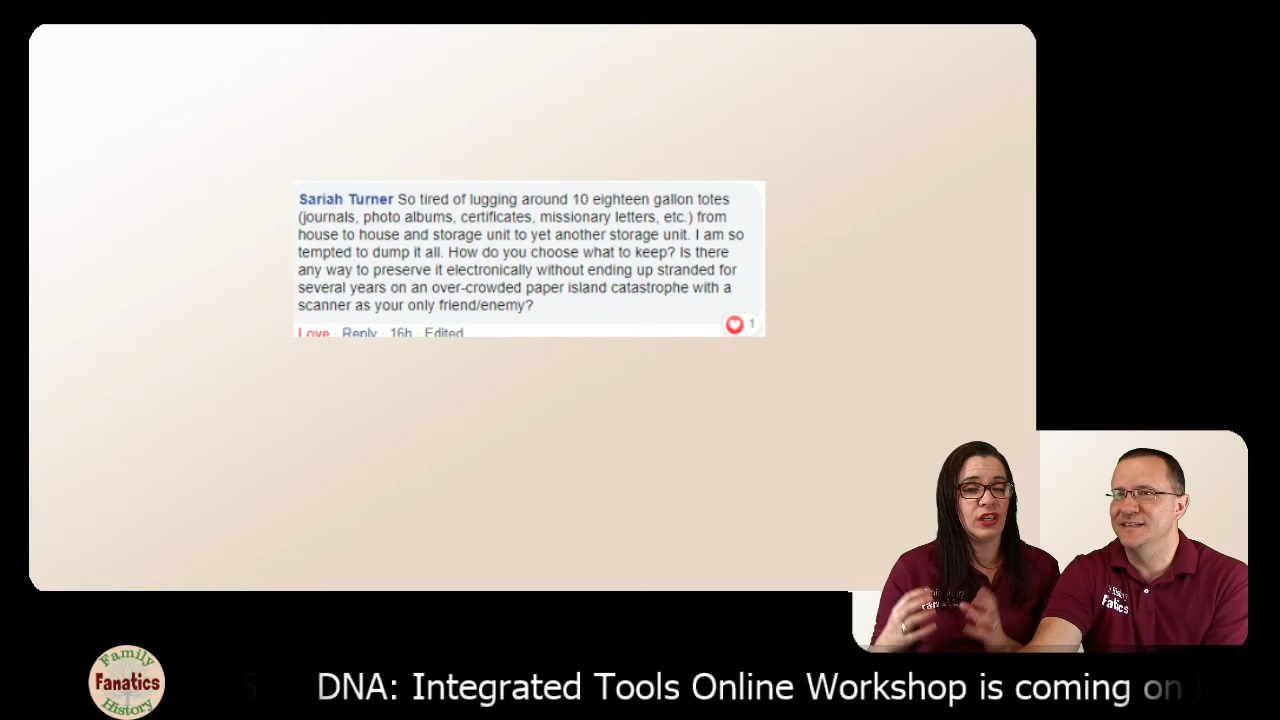 Sariah Turner So tired of lugging around 10 eighteen gallon totes
(journals, photo albums, certificates, missionary letters, etc.) from
house to house and storage unit to yet another storage unit. I am so
tempted to dump it all. How do you choose what to keep? Is there
any way to preserve it electronically without ending up stranded for
several years on an over-crowded paper island catastrophe with a
scanner as your only friend/enemy?
Love · Reply · 16h · Edited
1
Family
Fanatics
History
5 DNA: Integrated Tools Online Workshop is coming on